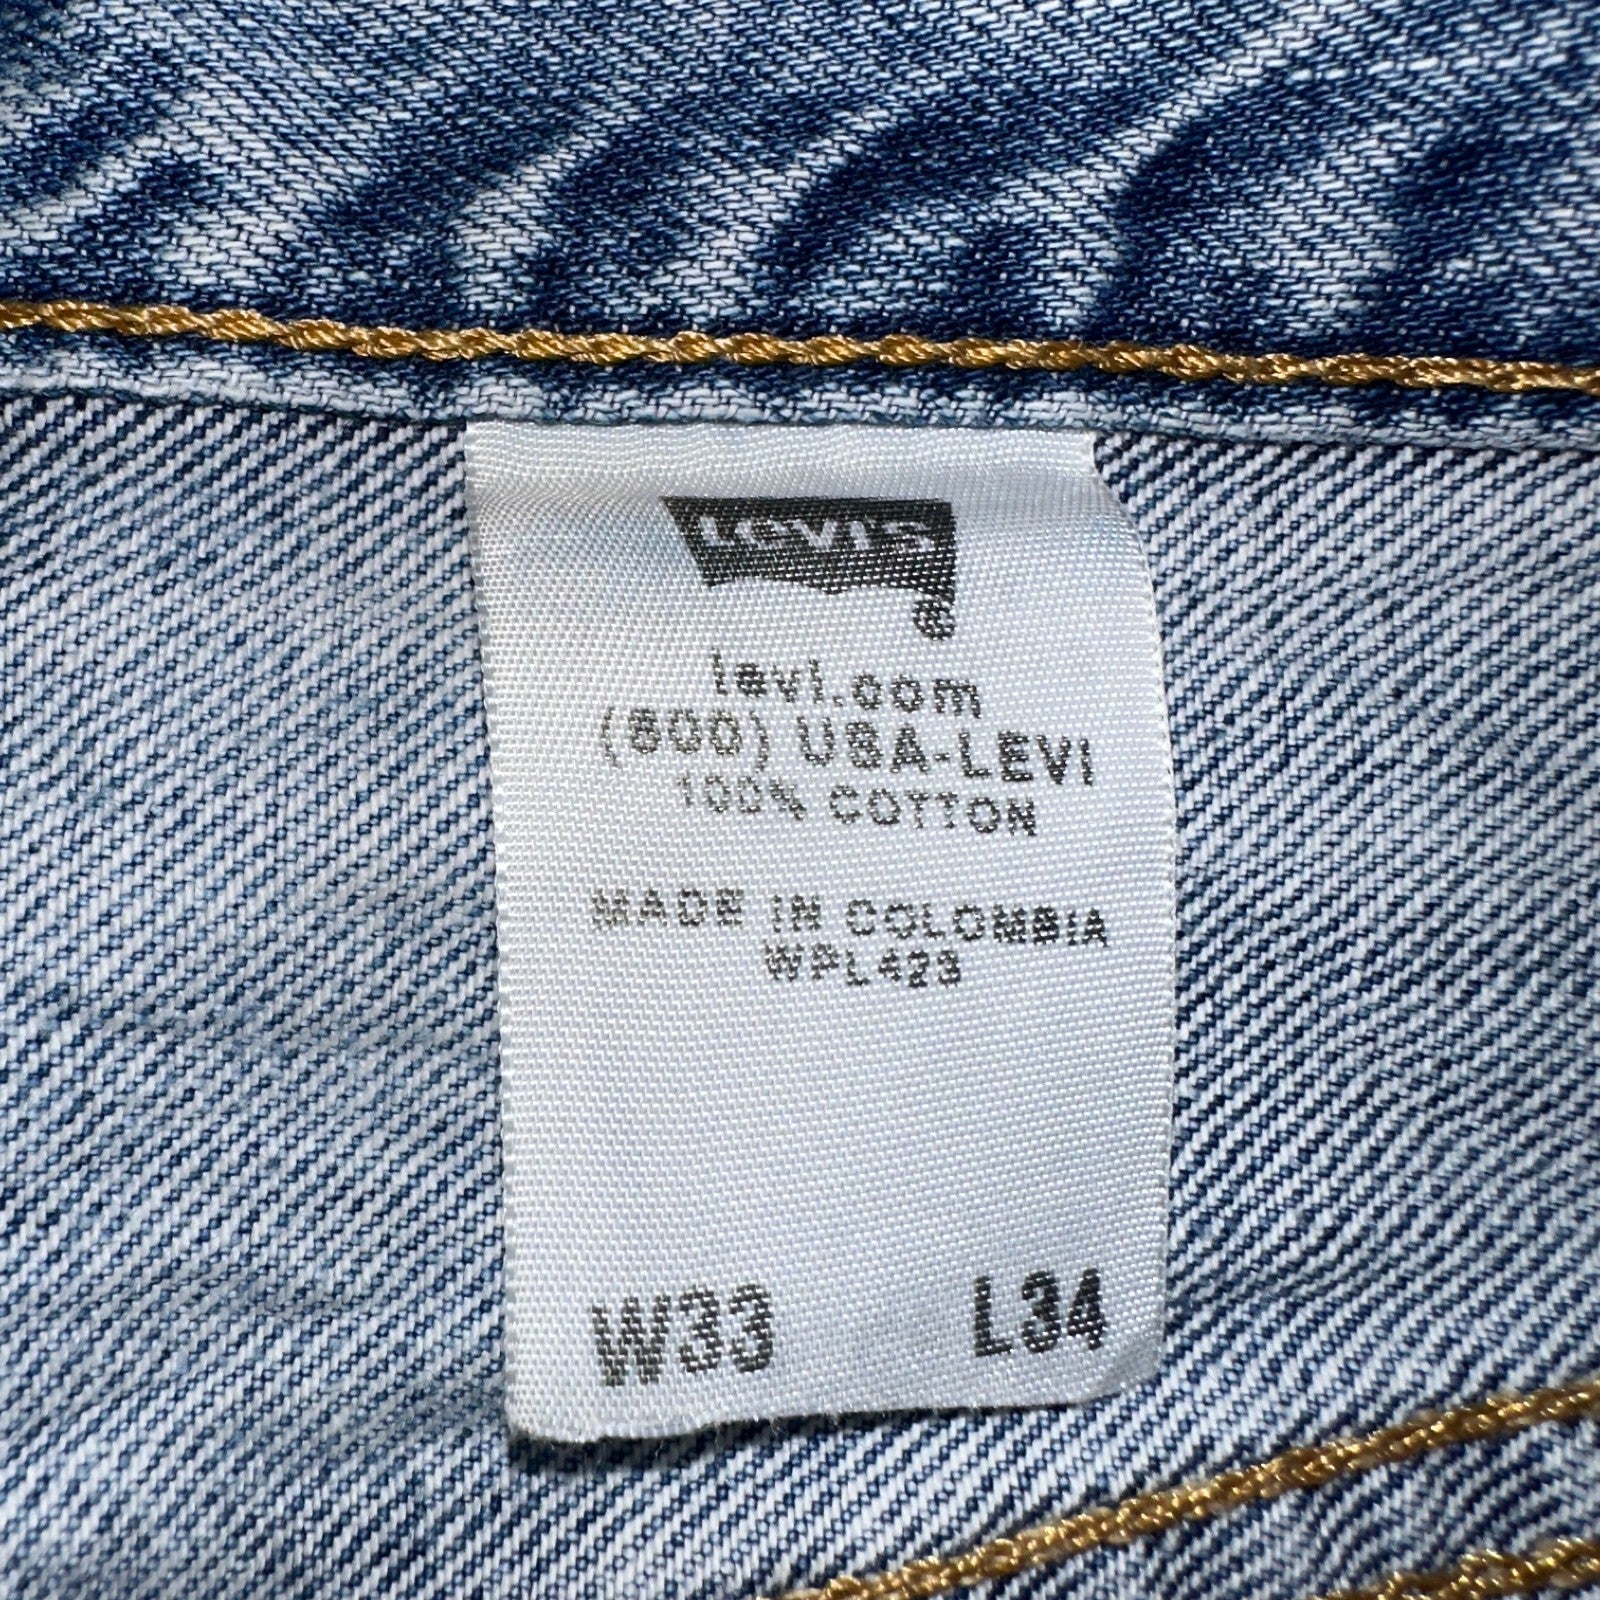 Levi's
®
levi.com
(800) USA-LEVI
100% COTTON
MADE IN COLOMBIA
WPL423
W33 L34